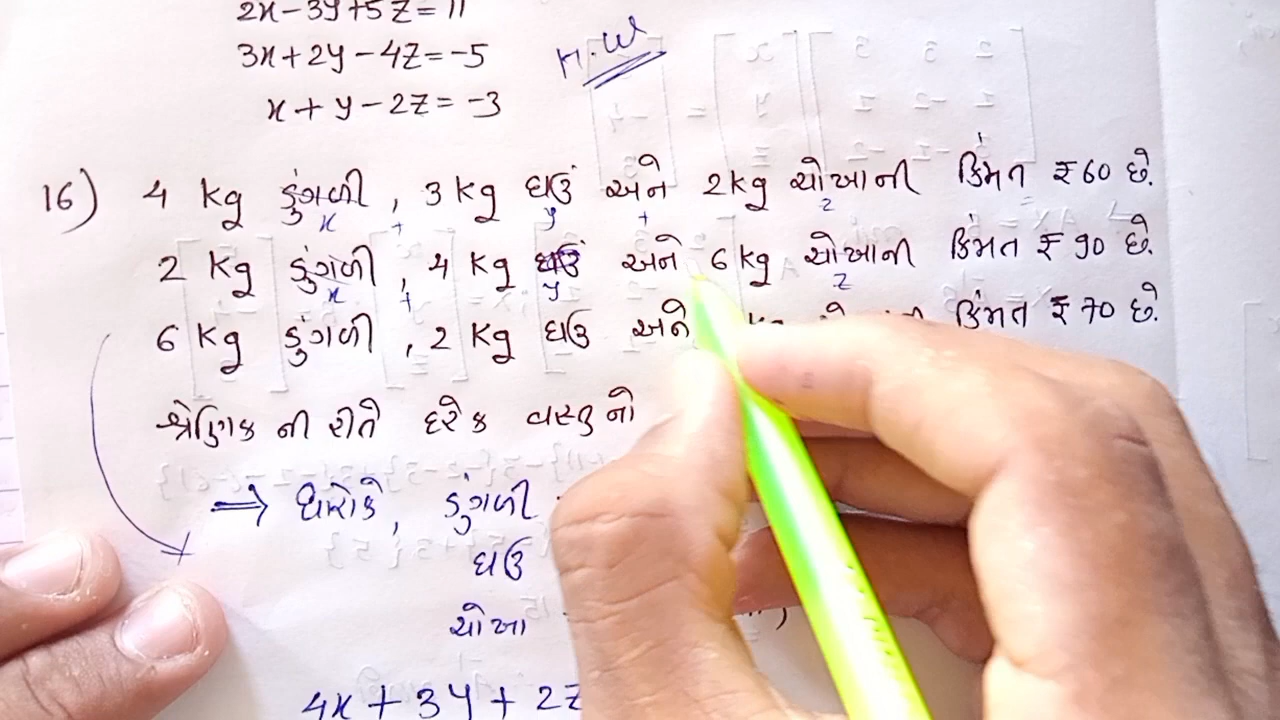 2x-3y+5z=11
3x+2y-4z=-5
H.W
x+y-2z=-3
16) 4 kg ડુંગળી, 3 kg ઘઉં અને 2kg ચોખાની કિંમત ₹60 છે.
x + y + z
2 kg ડુંગળી, 4 kg ઘઉં અને 6 kg ચોખાની કિંમત ₹ 90 છે.
x + y z
6 kg ડુંગળી, 2 kg ઘઉં અને કિંમત ₹ 70 છે.
શ્રેણિક ની રીતે દરેક વસ્તુનો
⇒ ધારોકે, ડુંગળી
ઘઉં
ચોખા
4x+3y+2z